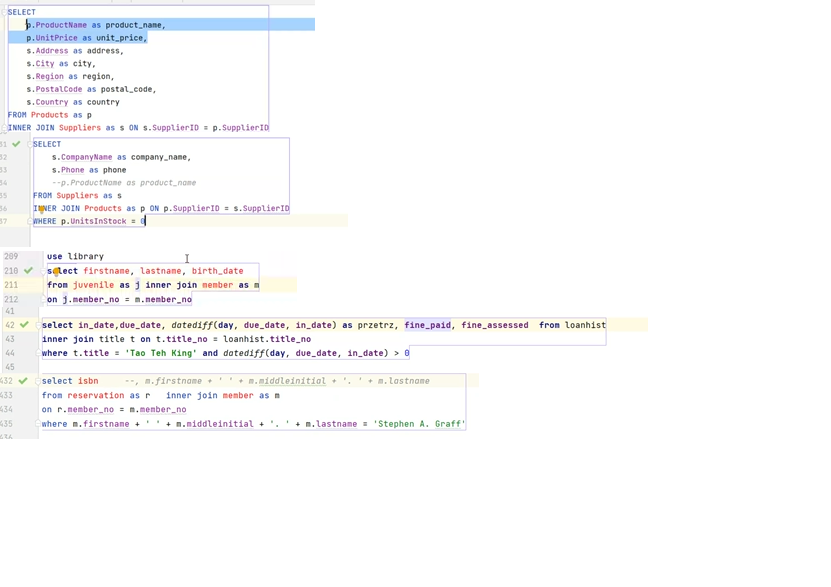 SELECT
p.ProductName as product_name,
p.UnitPrice as unit_price,
s.Address as address,
s.City as city,
s.Region as region,
s.PostalCode as postal_code,
s.Country as country
FROM Products as p
INNER JOIN Suppliers as s ON s.SupplierID = p.SupplierID
31 SELECT
32 s.CompanyName as company_name,
33 s.Phone as phone
34 --p.ProductName as product_name
35 FROM Suppliers as s
36 INNER JOIN Products as p ON p.SupplierID = s.SupplierID
37 WHERE p.UnitsInStock = 0
209 use library
210 select firstname, lastname, birth_date
211 from juvenile as j inner join member as m
212 on j.member_no = m.member_no
41
42 select in_date,due_date, datediff(day, due_date, in_date) as przetrz, fine_paid, fine_assessed from loanhist
43 inner join title t on t.title_no = loanhist.title_no
44 where t.title = 'Tao Teh King' and datediff(day, due_date, in_date) > 0
45
432 select isbn --, m.firstname + ' ' + m.middleinitial + '. ' + m.lastname
433 from reservation as r inner join member as m
434 on r.member_no = m.member_no
435 where m.firstname + ' ' + m.middleinitial + '. ' + m.lastname = 'Stephen A. Graff'
436